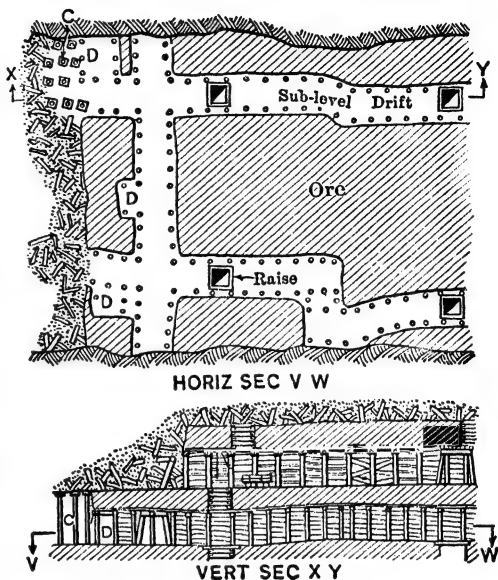 C
D
X
Y
Sub-level Drift
Ore
D
Raise
D
HORIZ SEC V W
C
D
V
W
VERT SEC X Y